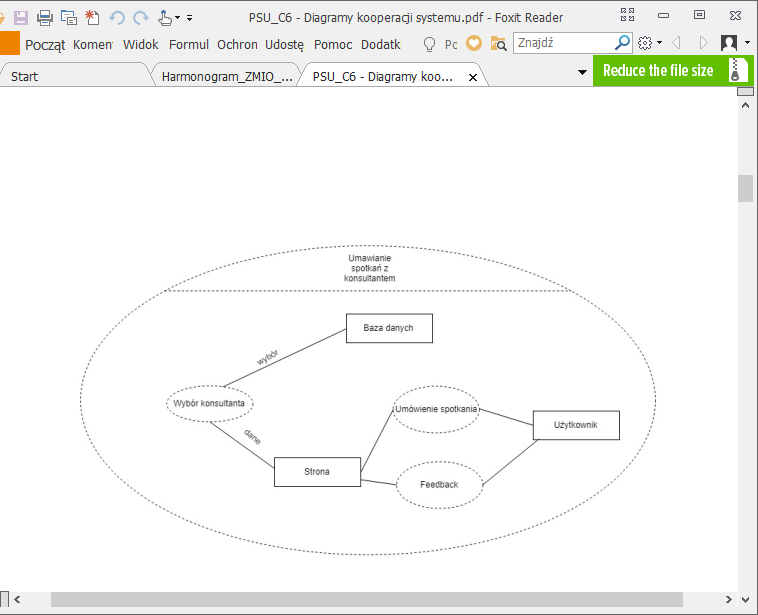 PSU_C6 - Diagramy kooperacji systemu.pdf - Foxit Reader
Począt Komen Widok Formul Ochron Udostę Pomoc Dodatk Pc Znajdź
Start Harmonogram_ZMIO_... PSU_C6 - Diagramy koo... Reduce the file size
Umawianie
spotkań z
konsultantem
Baza danych
wybór
Wybór konsultanta
Umówienie spotkania
Użytkownik
dane
Strona
Feedback